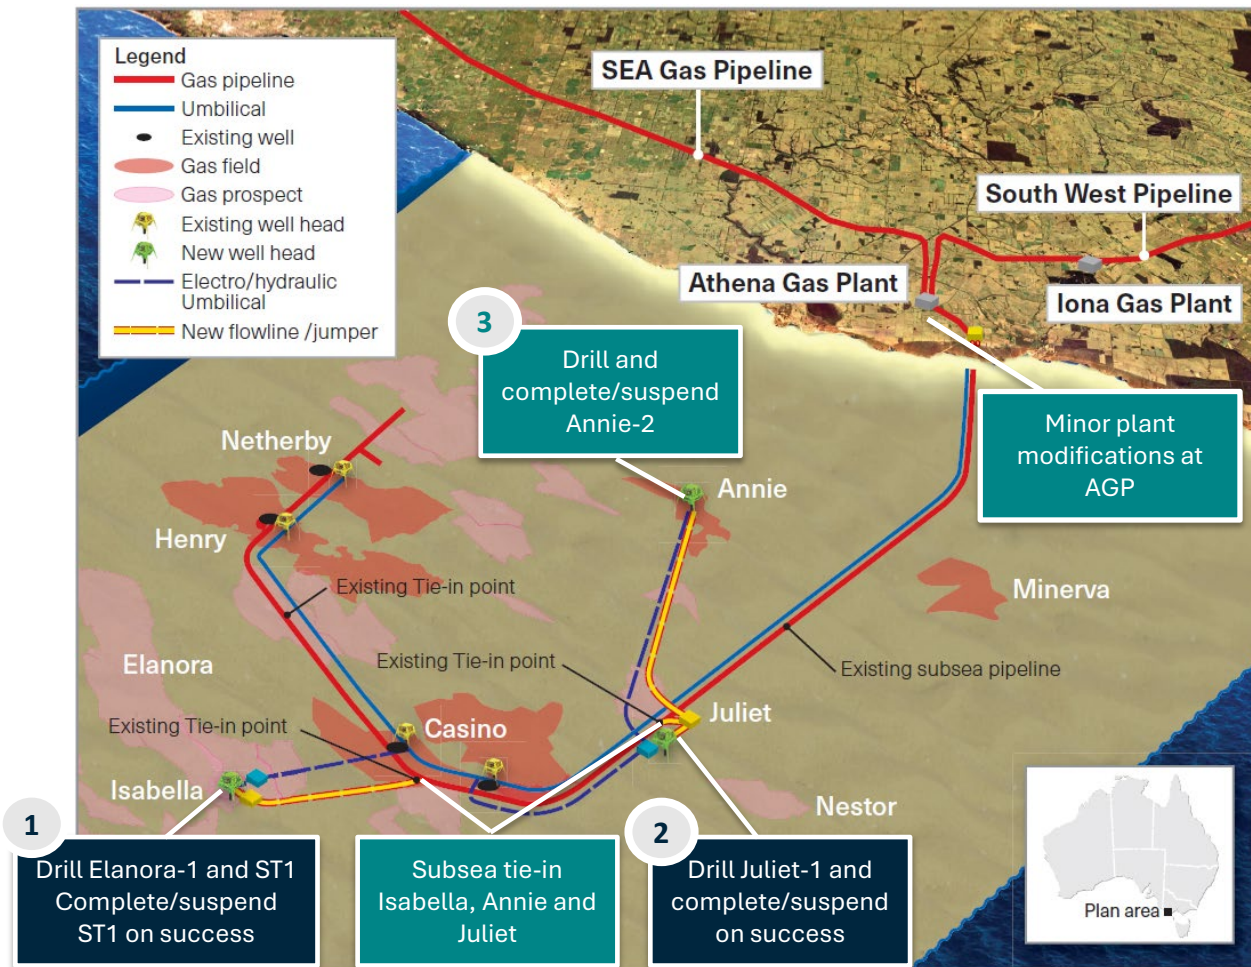 Legend
Gas pipeline
Umbilical
Existing well
Gas field
Gas prospect
Existing well head
New well head
Electro/hydraulic
Umbilical
New flowline /jumper
SEA Gas Pipeline
South West Pipeline
Athena Gas Plant
Iona Gas Plant
3
Drill and
complete/suspend
Annie-2
Minor plant
modifications at
AGP
Netherby
Annie
Henry
Existing Tie-in point
Minerva
Elanora
Existing Tie-in point
Existing subsea pipeline
Existing Tie-in point
Casino
Juliet
Isabella
Nestor
1
Drill Elanora-1 and ST1
Complete/suspend
ST1 on success
Subsea tie-in
Isabella, Annie and
Juliet
2
Drill Juliet-1 and
complete/suspend
on success
Plan area